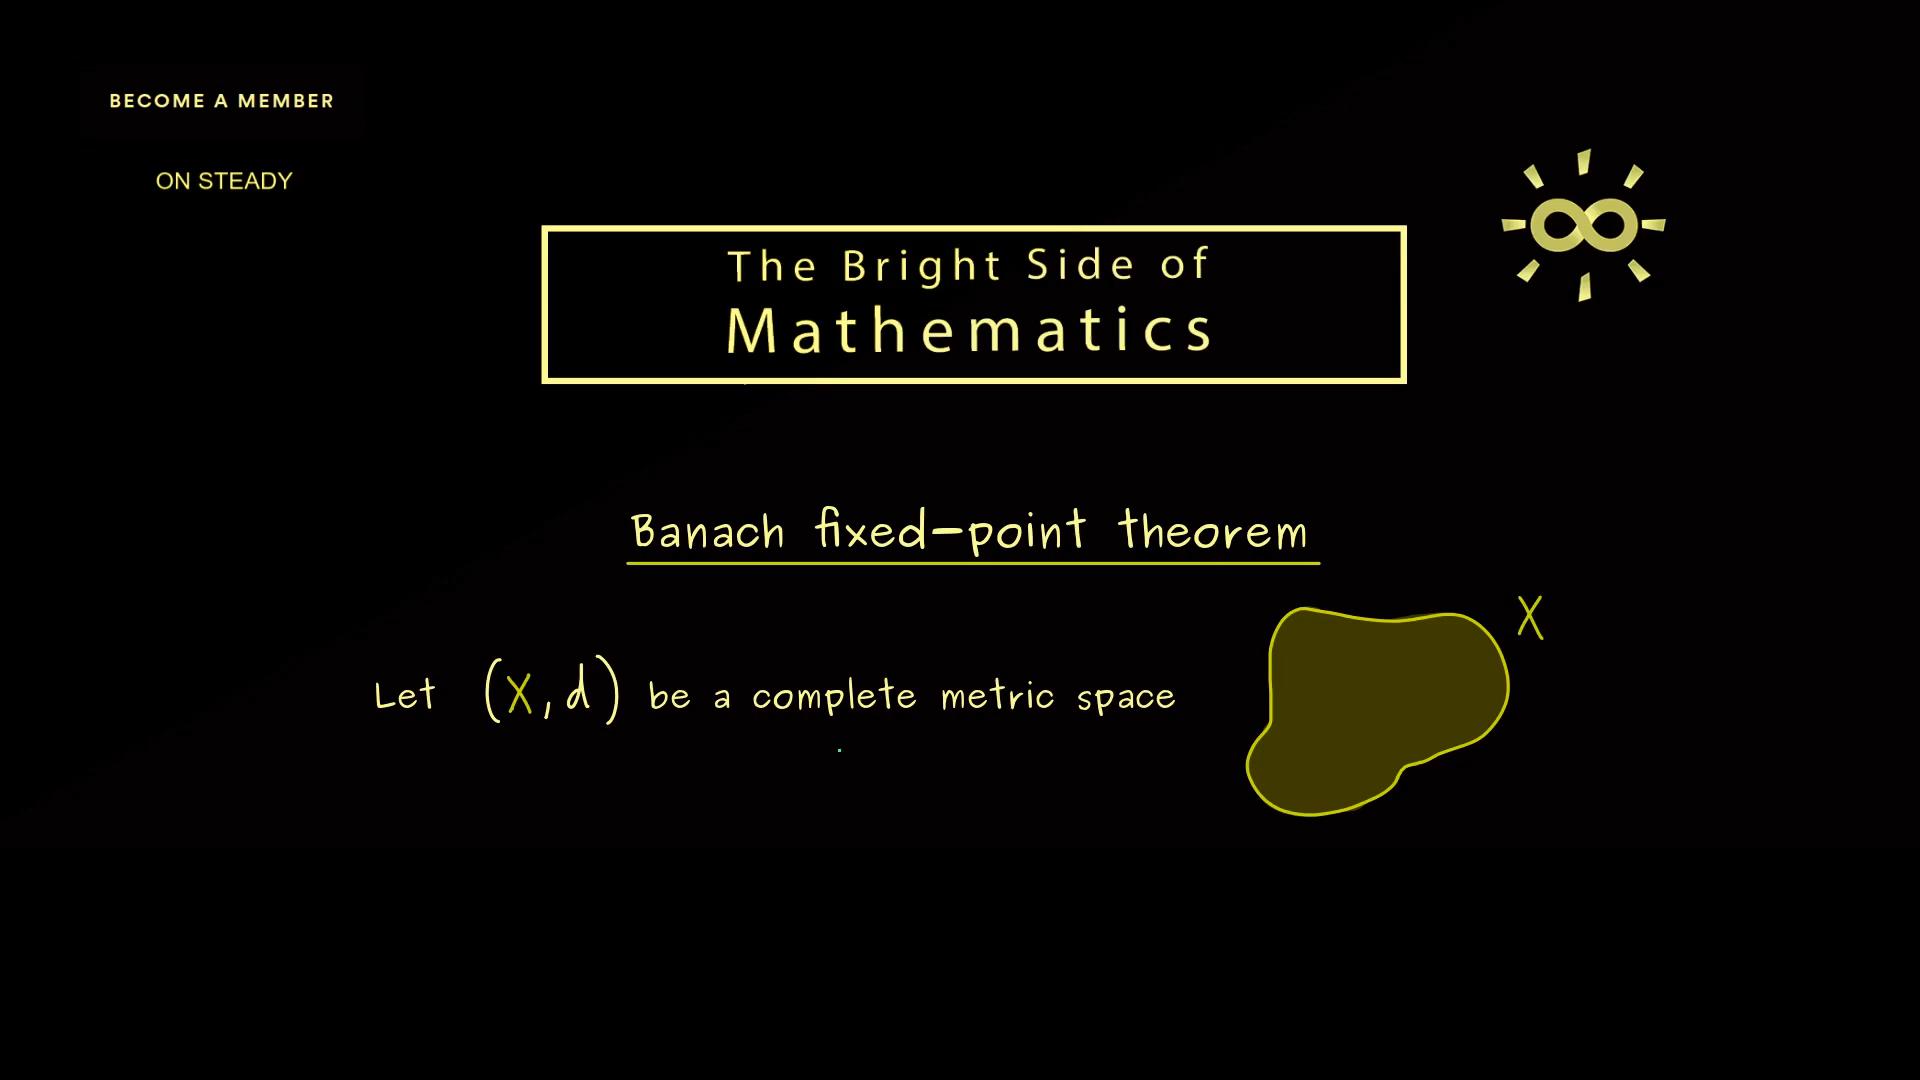 BECOME A MEMBER
ON STEADY
The Bright Side of
Mathematics
Banach fixed-point theorem
X
Let (X, d) be a complete metric space